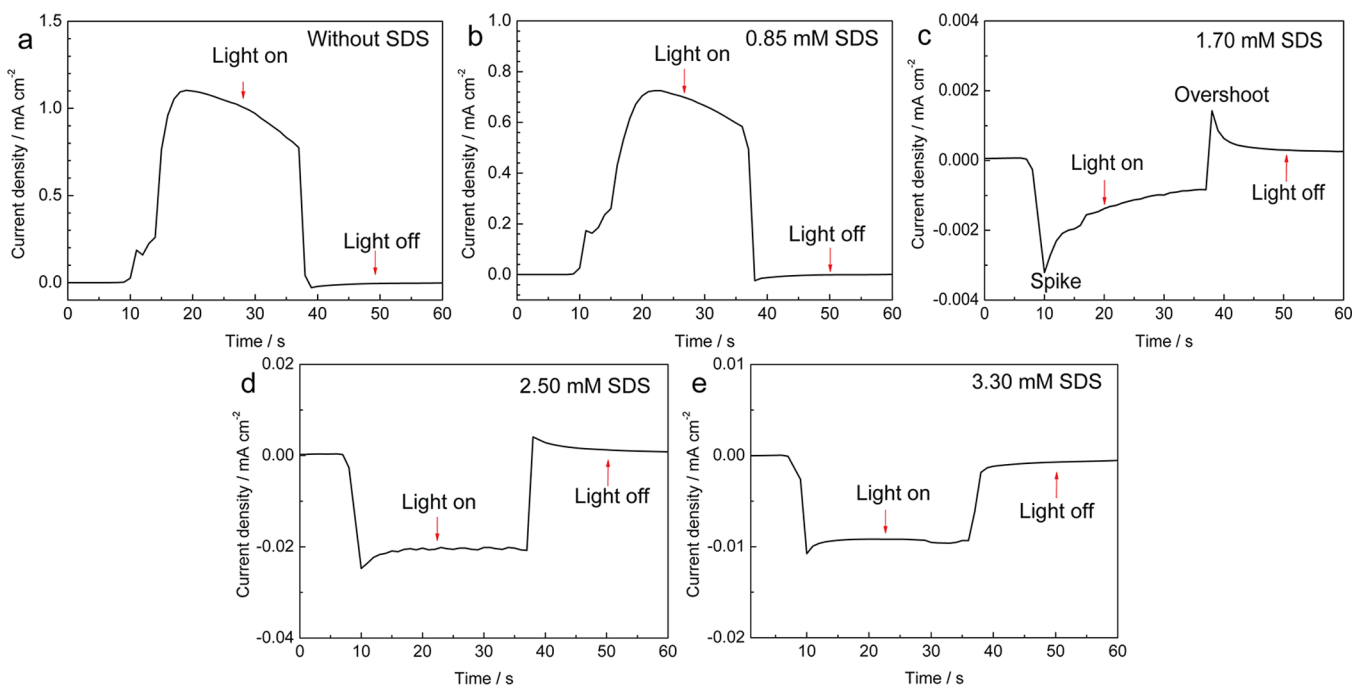 a
Without SDS
Light on
Light off
Current density / mA cm⁻²
1.5
1.0
0.5
0.0
0 10 20 30 40 50 60
Time / s
b
0.85 mM SDS
Light on
Light off
Current density / mA cm⁻²
1.0
0.8
0.6
0.4
0.2
0.0
0 10 20 30 40 50 60
Time / s
c
1.70 mM SDS
Overshoot
Light on
Light off
Spike
Current density / mA cm⁻²
0.004
0.002
0.000
-0.002
-0.004
0 10 20 30 40 50 60
Time / s
d
2.50 mM SDS
Light on
Light off
Current density / mA cm⁻²
0.02
0.00
-0.02
-0.04
0 10 20 30 40 50 60
Time / s
e
3.30 mM SDS
Light on
Light off
Current density / mA cm⁻²
0.01
0.00
-0.01
-0.02
10 20 30 40 50 60
Time / s